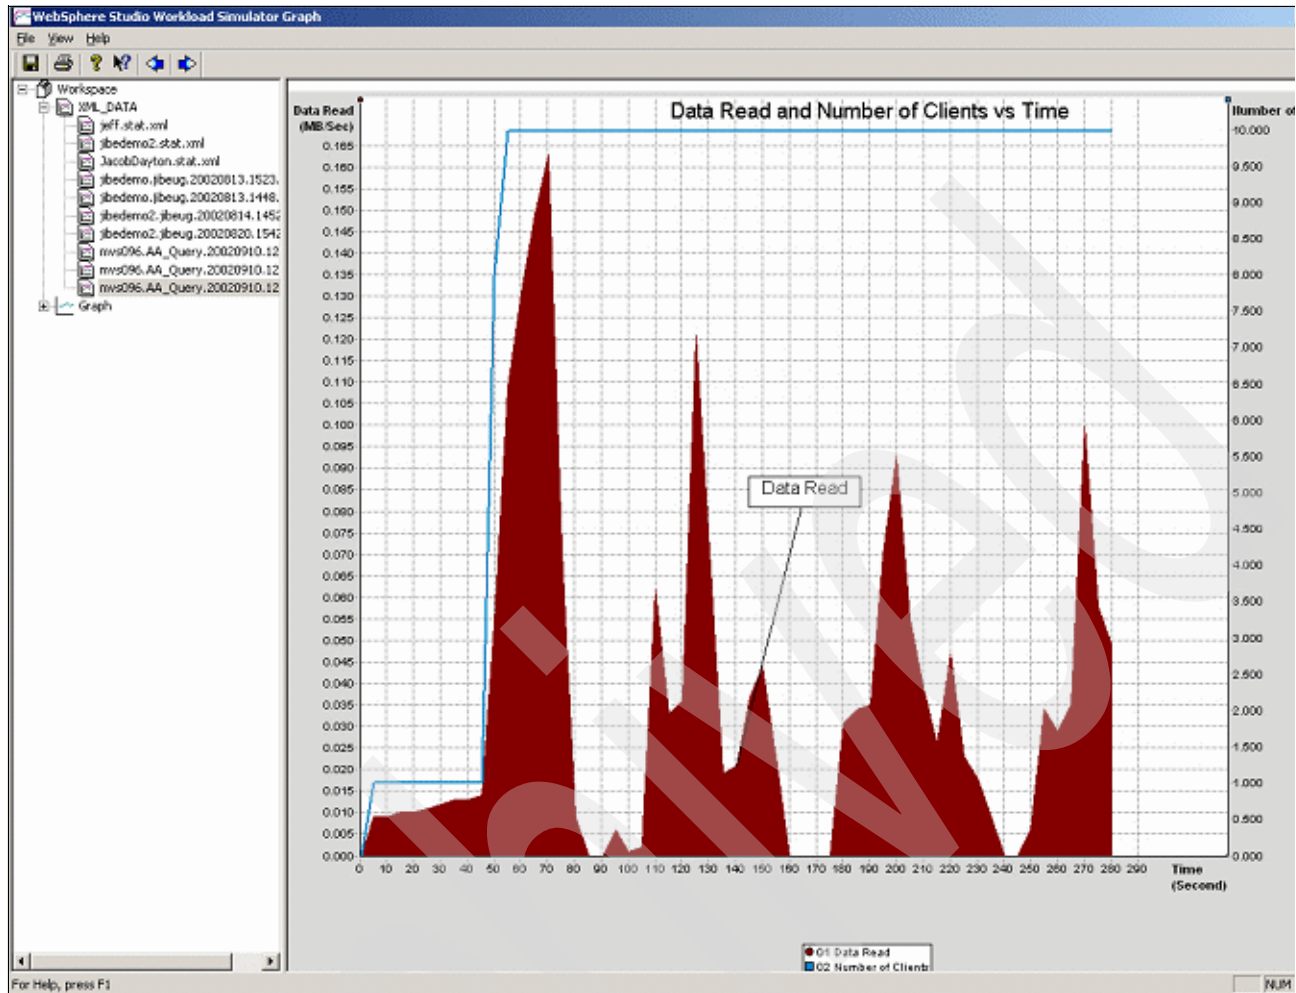 WebSphere Studio Workload Simulator Graph
File View Help
Workspace
XML_DATA
jeff.stat.xml
jibedemo2.stat.xml
JacobDayton.stat.xml
jibedemo.jibeug.20020813.1523.
jibedemo.jibeug.20020813.1448.
jibedemo2.jibeug.20020814.1452
jibedemo2.jibeug.20020820.1542
mvs096.AA_Query.20020910.12
mvs096.AA_Query.20020910.12
mvs096.AA_Query.20020910.12
Graph
Data Read and Number of Clients vs Time
Data Read
(MB/Sec)
0.165
0.160
0.155
0.150
0.145
0.140
0.135
0.130
0.125
0.120
0.115
0.110
0.105
0.100
0.095
0.090
0.085
0.080
0.075
0.070
0.065
0.060
0.055
0.050
0.045
0.040
0.035
0.030
0.025
0.020
0.015
0.010
0.005
0.000
Data Read
Number of
10.000
9.500
9.000
8.500
8.000
7.500
7.000
6.500
6.000
5.500
5.000
4.500
4.000
3.500
3.000
2.500
2.000
1.500
1.000
0.500
0.000
0 10 20 30 40 50 60 70 80 90 100 110 120 130 140 150 160 170 180 190 200 210 220 230 240 250 260 270 280 290
Time
(Second)
01 Data Read
02 Number of Clients
For Help, press F1
NUM